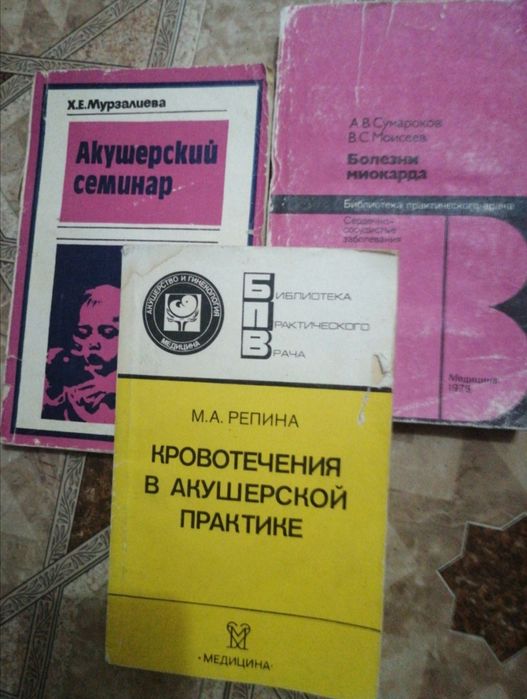 Х.Е.Мурзалиева
Акушерский
семинар
А.В.Сумароков
В.С.Моисеев
Болезни
миокарда
Библиотека практического врача
Сердечно-
сосудистые
заболевания
Медицина·
1978
АКУШЕРСТВО И ГИНЕКОЛОГИЯ
МЕДИЦИНА
БИБЛИОТЕКА
ПРАКТИЧЕСКОГО
ВРАЧА
М.А. РЕПИНА
КРОВОТЕЧЕНИЯ
В АКУШЕРСКОЙ
ПРАКТИКЕ
·МЕДИЦИНА·